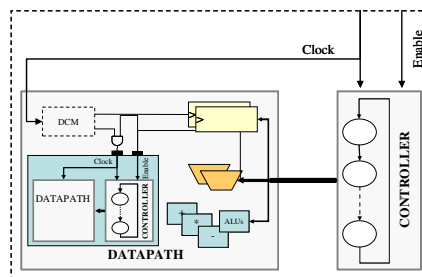 Clock
Enable
DCM
Clock
Enable
DATAPATH
CONTROLLER
+
*
-
ALUs
DATAPATH
CONTROLLER